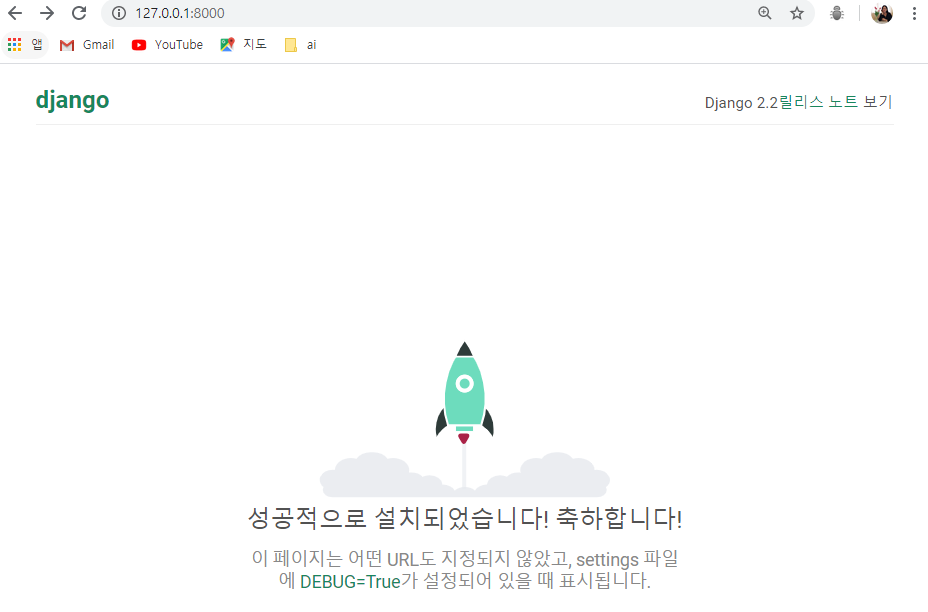 127.0.0.1:8000
앱 Gmail YouTube 지도 ai
django
Django 2.2릴리스 노트 보기
성공적으로 설치되었습니다! 축하합니다!
이 페이지는 어떤 URL도 지정되지 않았고, settings 파일
에 DEBUG=True가 설정되어 있을 때 표시됩니다.